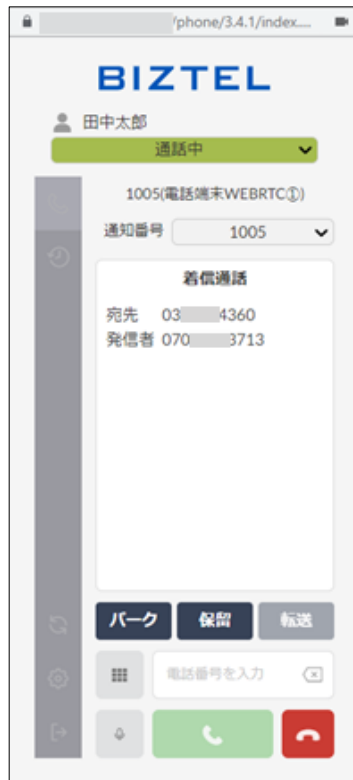 /phone/3.4.1/index....
BIZTEL
田中太郎
通話中
1005(電話端末WEBRTC①)
通知番号 1005
着信通話
宛先 03 4360
発信者 070 3713
パーク 保留 転送
電話番号を入力